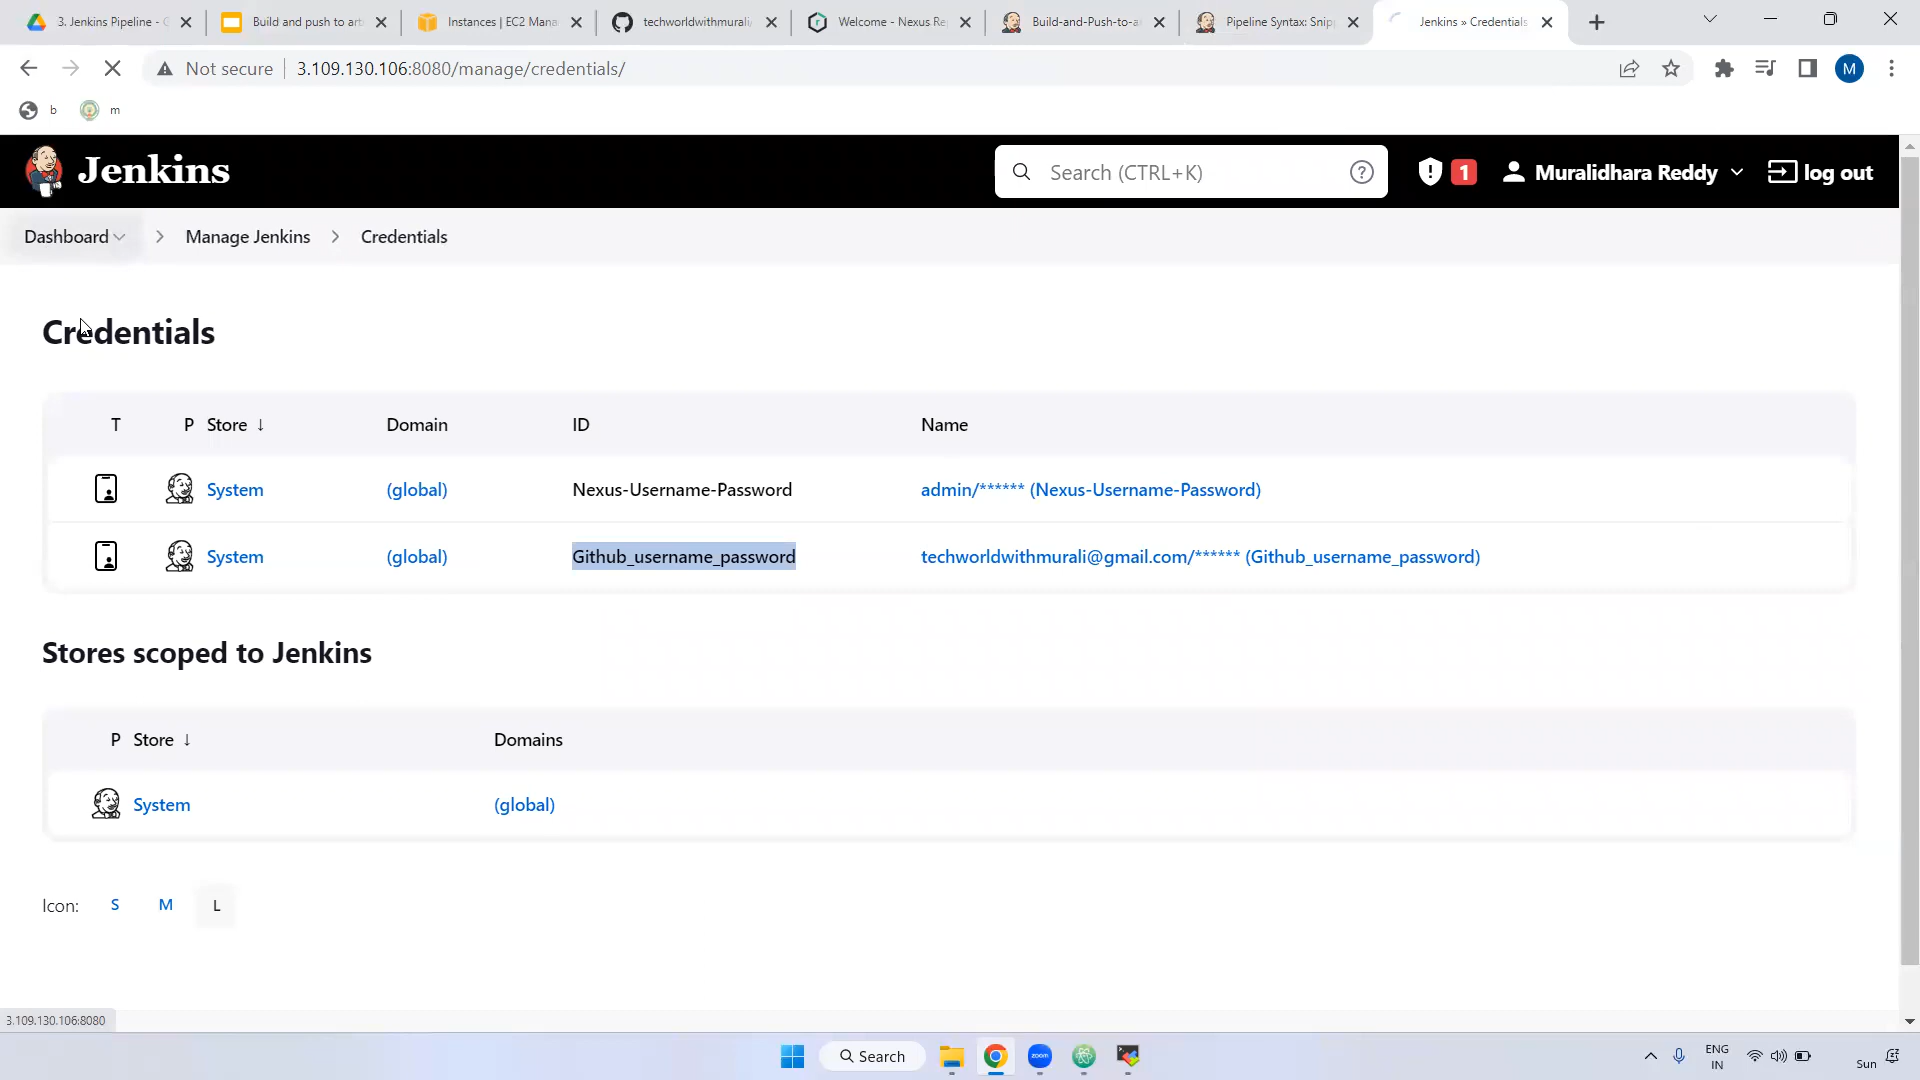 3. Jenkins Pipeline - G
Build and push to arti
Instances | EC2 Mana
techworldwithmurali/
Welcome - Nexus Re
Build-and-Push-to-a
Pipeline Syntax: Snip
Jenkins » Credentials
Not secure
3.109.130.106:8080/manage/credentials/
M
b
m
Jenkins
Search (CTRL+K)
1
Muralidhara Reddy
log out
Dashboard
Manage Jenkins
Credentials
Credentials
T P Store ↓ Domain ID Name
System (global) Nexus-Username-Password admin/****** (Nexus-Username-Password)
System (global) Github_username_password techworldwithmurali@gmail.com/****** (Github_username_password)
Stores scoped to Jenkins
P Store ↓ Domains
System (global)
Icon: S M L
3.109.130.106:8080
Search
zoom
ENG
IN
Sun